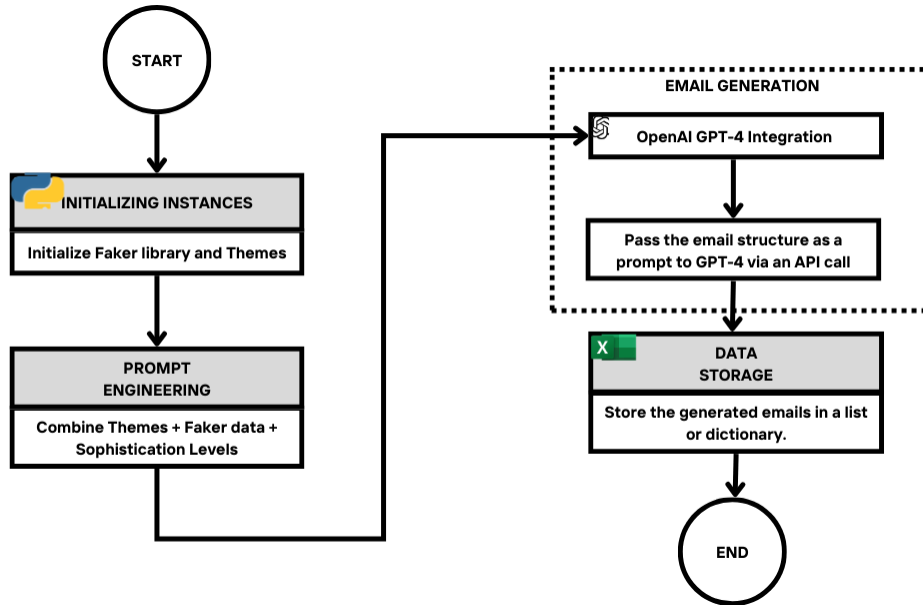 START
INITIALIZING INSTANCES
Initialize Faker library and Themes
PROMPT
ENGINEERING
Combine Themes + Faker data +
Sophistication Levels
EMAIL GENERATION
OpenAI GPT-4 Integration
Pass the email structure as a
prompt to GPT-4 via an API call
X
DATA
STORAGE
Store the generated emails in a list
or dictionary.
END